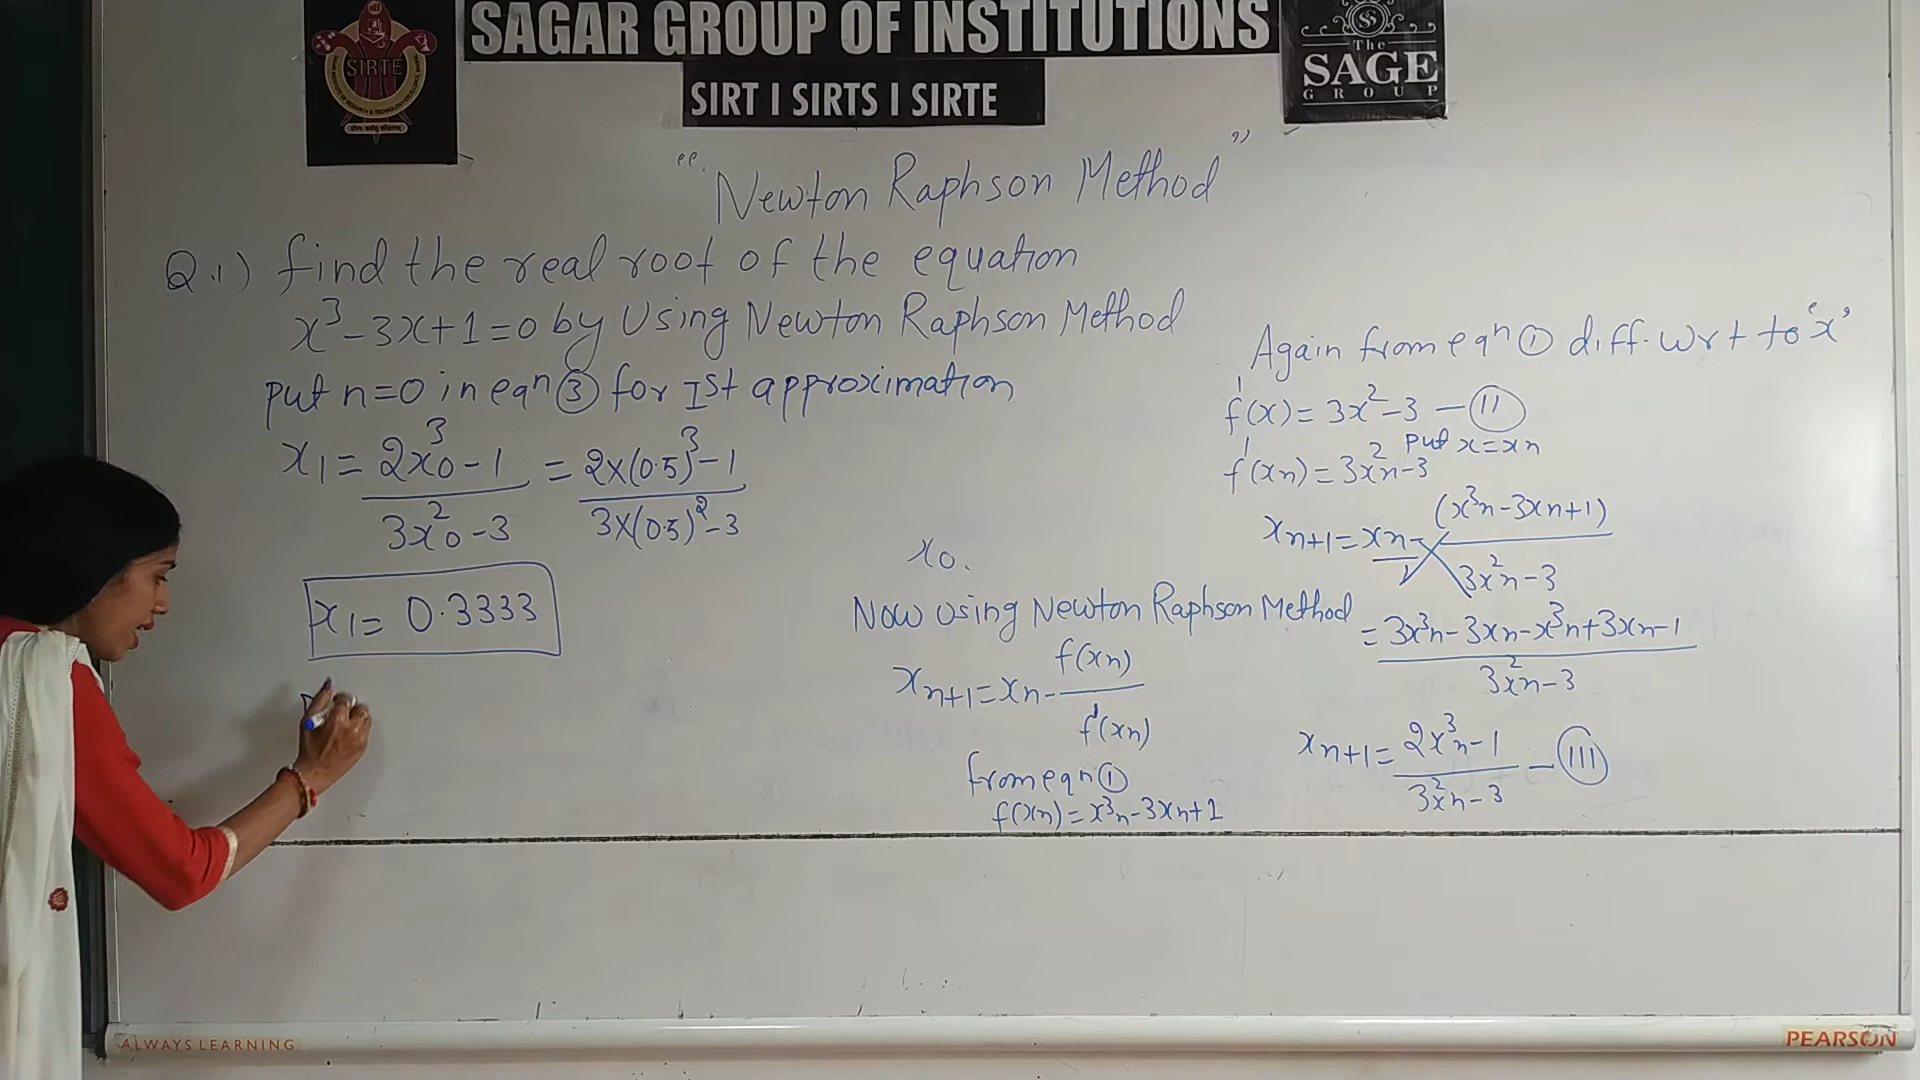 SAGAR GROUP OF INSTITUTIONS
SIRT I SIRTS I SIRTE
SIRTE
SS
The
SAGE
GROUP
"Newton Raphson Method"
Q.1) find the real root of the equation
x³-3x+1=0 by Using Newton Raphson Method
put n=0 in eqn ③ for Ist approximation
x₁ = (2x₀³-1)/(3x₀²-3) = (2×(0.5)³-1)/(3×(0.5)²-3)
x₁ = 0.3333
x₀.
Now using Newton Raphson Method
xₙ₊₁ = xₙ - f(xₙ)/f'(xₙ)
from eqn ①
f(xₙ) = x³ₙ-3xₙ+1
Again from eqn ① diff. wrt to 'x'
f'(x) = 3x²-3 — (II)
put x=xₙ
f'(xₙ) = 3x²ₙ-3
xₙ₊₁ = xₙ - (x³ₙ-3xₙ+1)/(3x²ₙ-3)
= (3x³ₙ-3xₙ-x³ₙ+3xₙ-1)/(3x²ₙ-3)
xₙ₊₁ = (2x³ₙ-1)/(3x²ₙ-3) — (III)
ALWAYS LEARNING
PEARSON